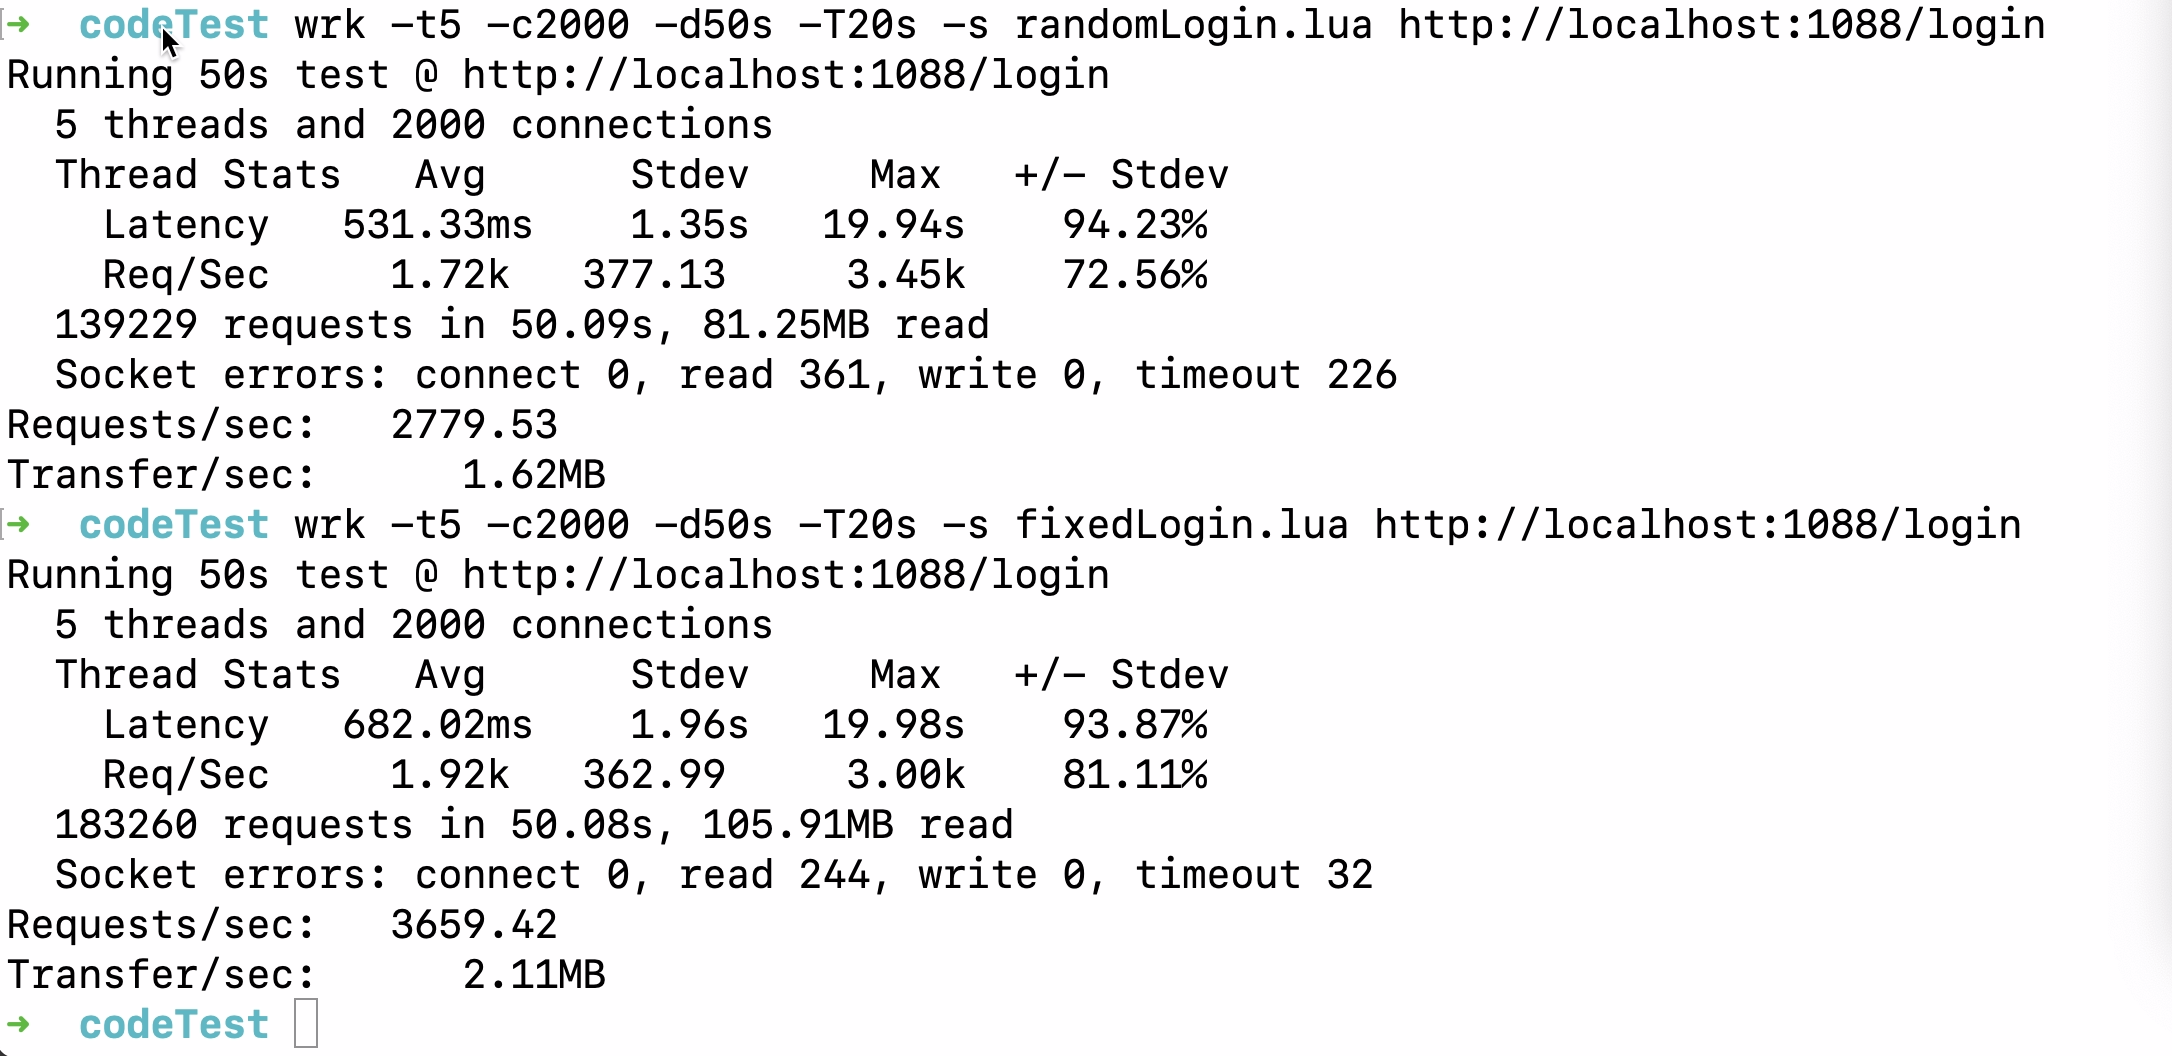 ➜ codeTest wrk -t5 -c2000 -d50s -T20s -s randomLogin.lua http://localhost:1088/login
Running 50s test @ http://localhost:1088/login
5 threads and 2000 connections
Thread Stats Avg Stdev Max +/- Stdev
Latency 531.33ms 1.35s 19.94s 94.23%
Req/Sec 1.72k 377.13 3.45k 72.56%
139229 requests in 50.09s, 81.25MB read
Socket errors: connect 0, read 361, write 0, timeout 226
Requests/sec: 2779.53
Transfer/sec: 1.62MB
➜ codeTest wrk -t5 -c2000 -d50s -T20s -s fixedLogin.lua http://localhost:1088/login
Running 50s test @ http://localhost:1088/login
5 threads and 2000 connections
Thread Stats Avg Stdev Max +/- Stdev
Latency 682.02ms 1.96s 19.98s 93.87%
Req/Sec 1.92k 362.99 3.00k 81.11%
183260 requests in 50.08s, 105.91MB read
Socket errors: connect 0, read 244, write 0, timeout 32
Requests/sec: 3659.42
Transfer/sec: 2.11MB
➜ codeTest